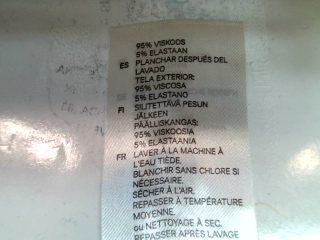 95% VISKOOS
5% ELASTAAN
ES PLANCHAR DESPUÉS DEL
LAVADO
TELA EXTERIOR:
95% VISCOSA
5% ELASTANO
FI SILITETTÄVÄ PESUN
JÄLKEEN
PÄÄLLISKANGAS:
95% VISKOOSIA
5% ELASTAANIA
FR LAVER À LA MACHINE À
L'EAU TIÈDE.
BLANCHIR SANS CHLORE SI
NÉCESSAIRE.
SÉCHER À L'AIR.
REPASSER À TEMPÉRATURE
MOYENNE.
ou NETTOYAGE À SEC.
REPASSER APRÈS LAVAGE